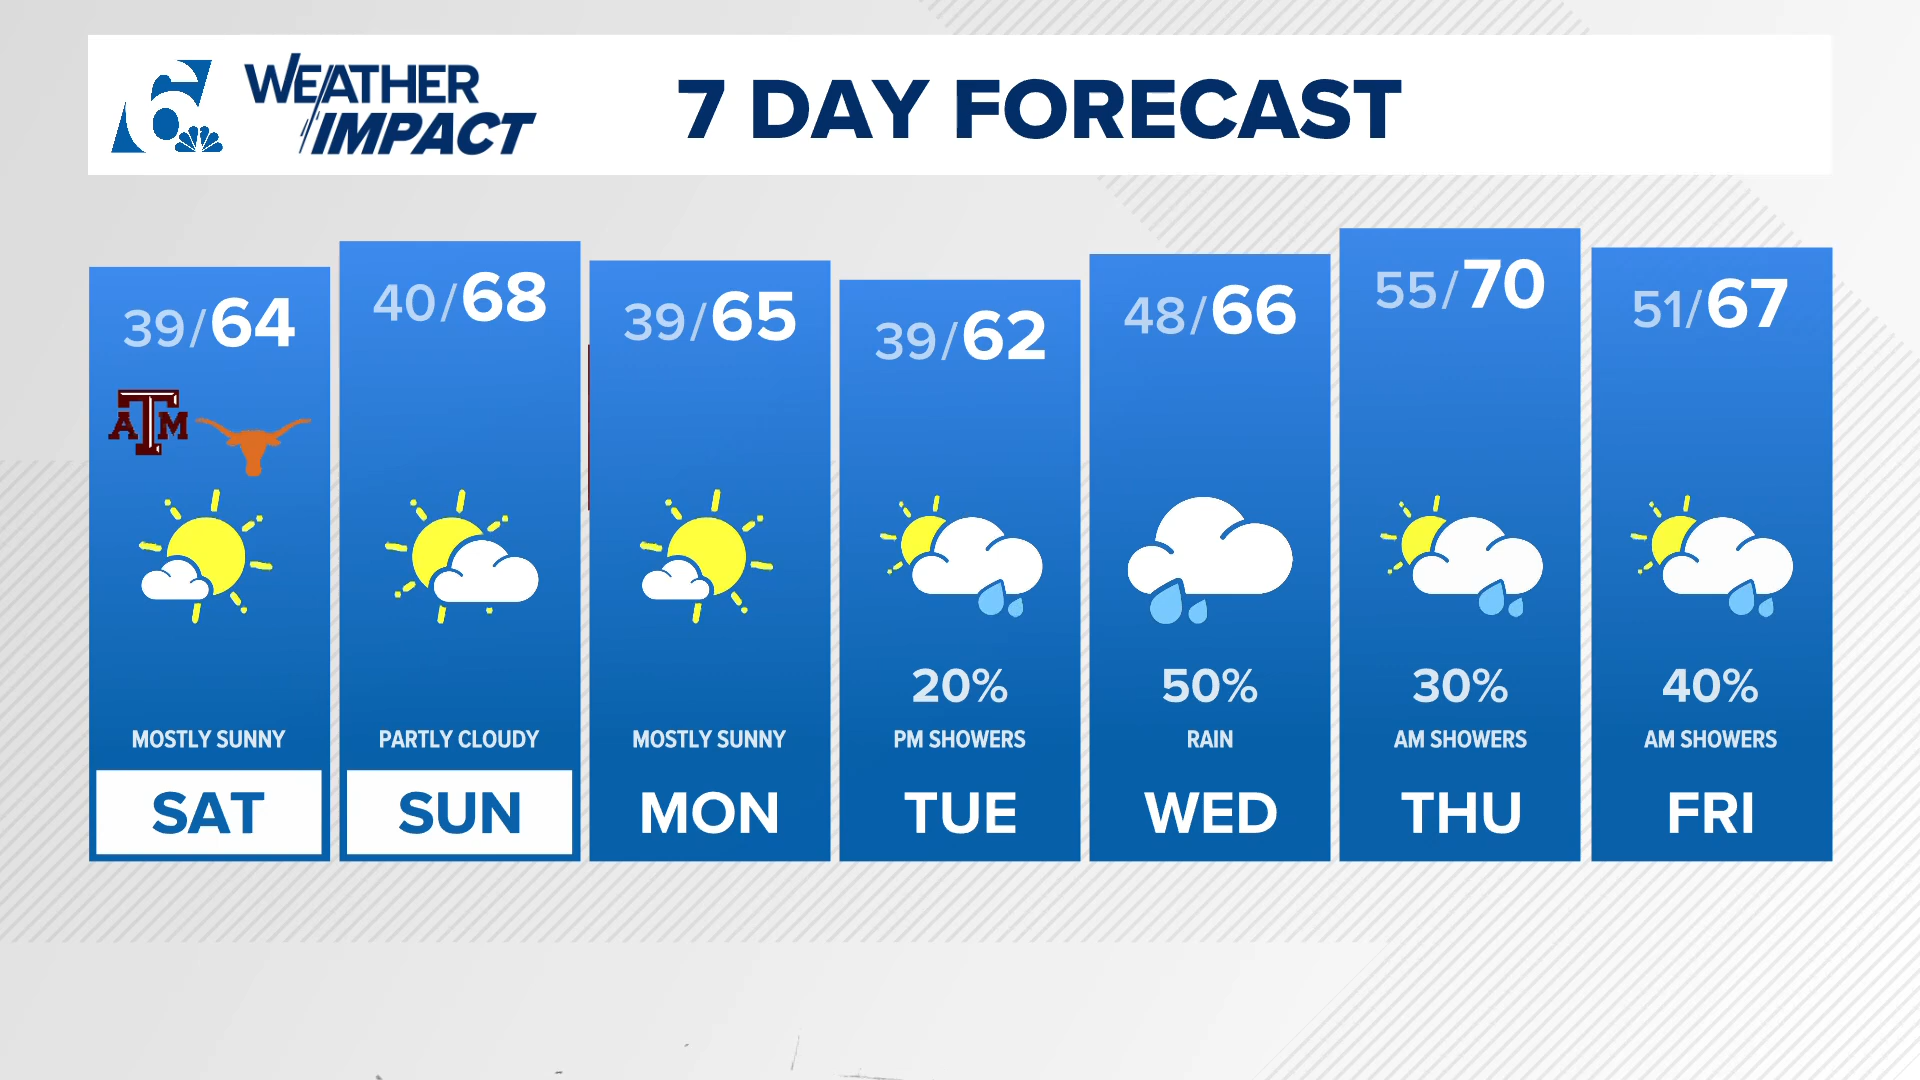 6
WEATHER
IMPACT
7 DAY FORECAST
39/64
ATM
MOSTLY SUNNY
SAT
40/68
PARTLY CLOUDY
SUN
39/65
MOSTLY SUNNY
MON
39/62
20%
PM SHOWERS
TUE
48/66
50%
RAIN
WED
55/70
30%
AM SHOWERS
THU
51/67
40%
AM SHOWERS
FRI